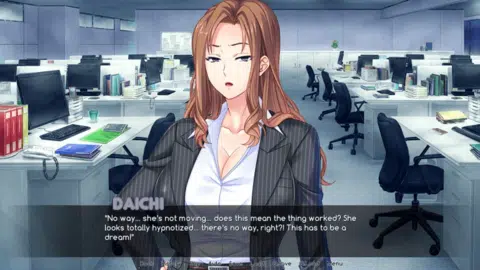 DAICHI
"No way... she's not moving... does this mean the thing worked? She
looks totally hypnotized... there's no way, right?! This has to be a
dream!"
Menu